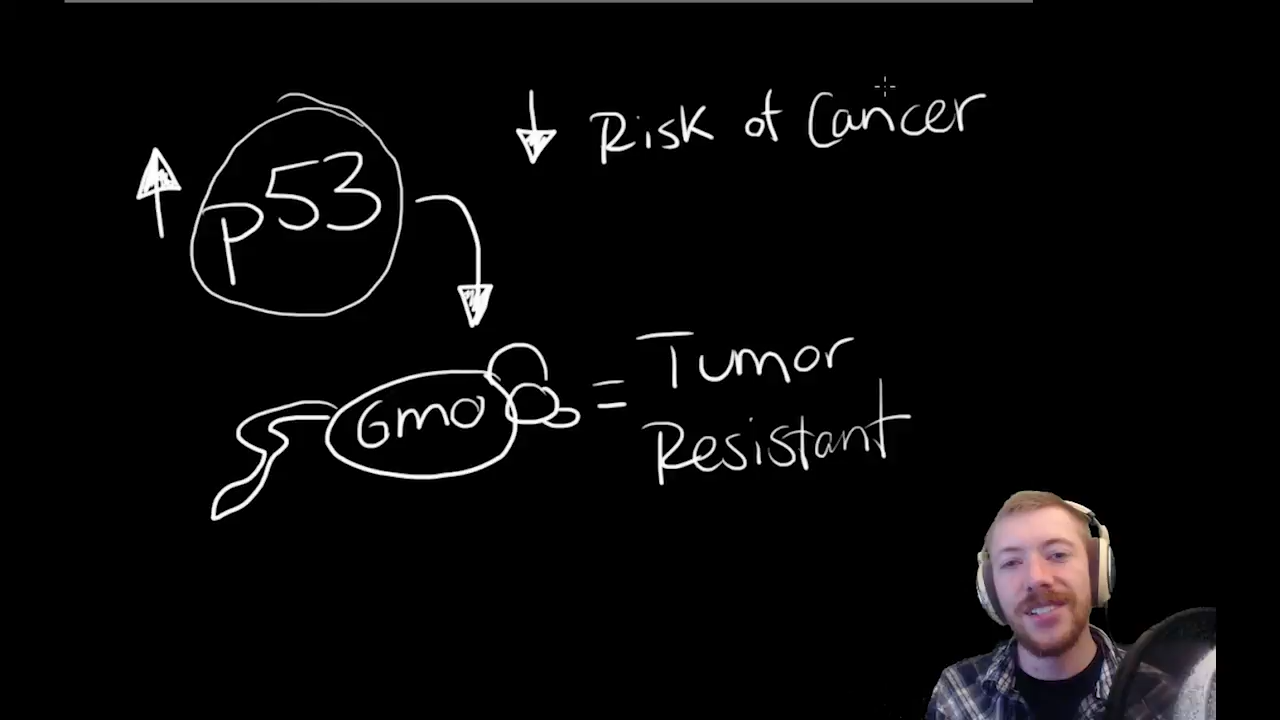 p53
Risk of Cancer
GMO = Tumor
Resistant